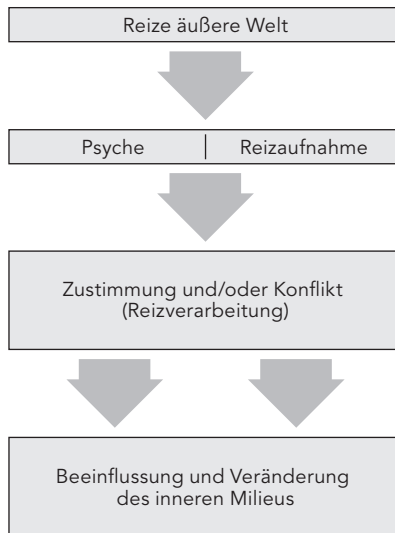 Reize äußere Welt
Psyche | Reizaufnahme
Zustimmung und/oder Konflikt
(Reizverarbeitung)
Beeinflussung und Veränderung
des inneren Milieus